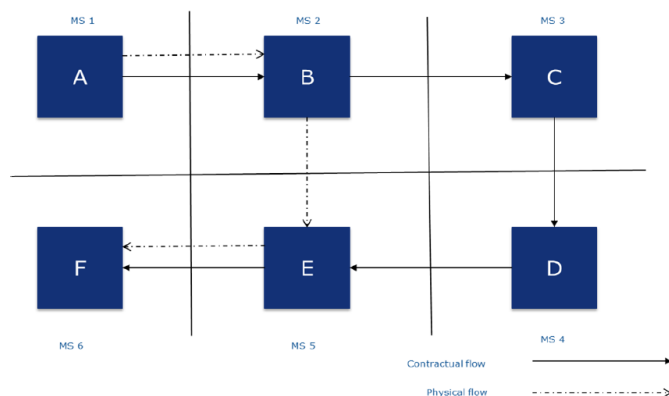 MS 1
MS 2
MS 3
A
B
C
F
E
D
MS 6
MS 5
MS 4
Contractual flow
Physical flow